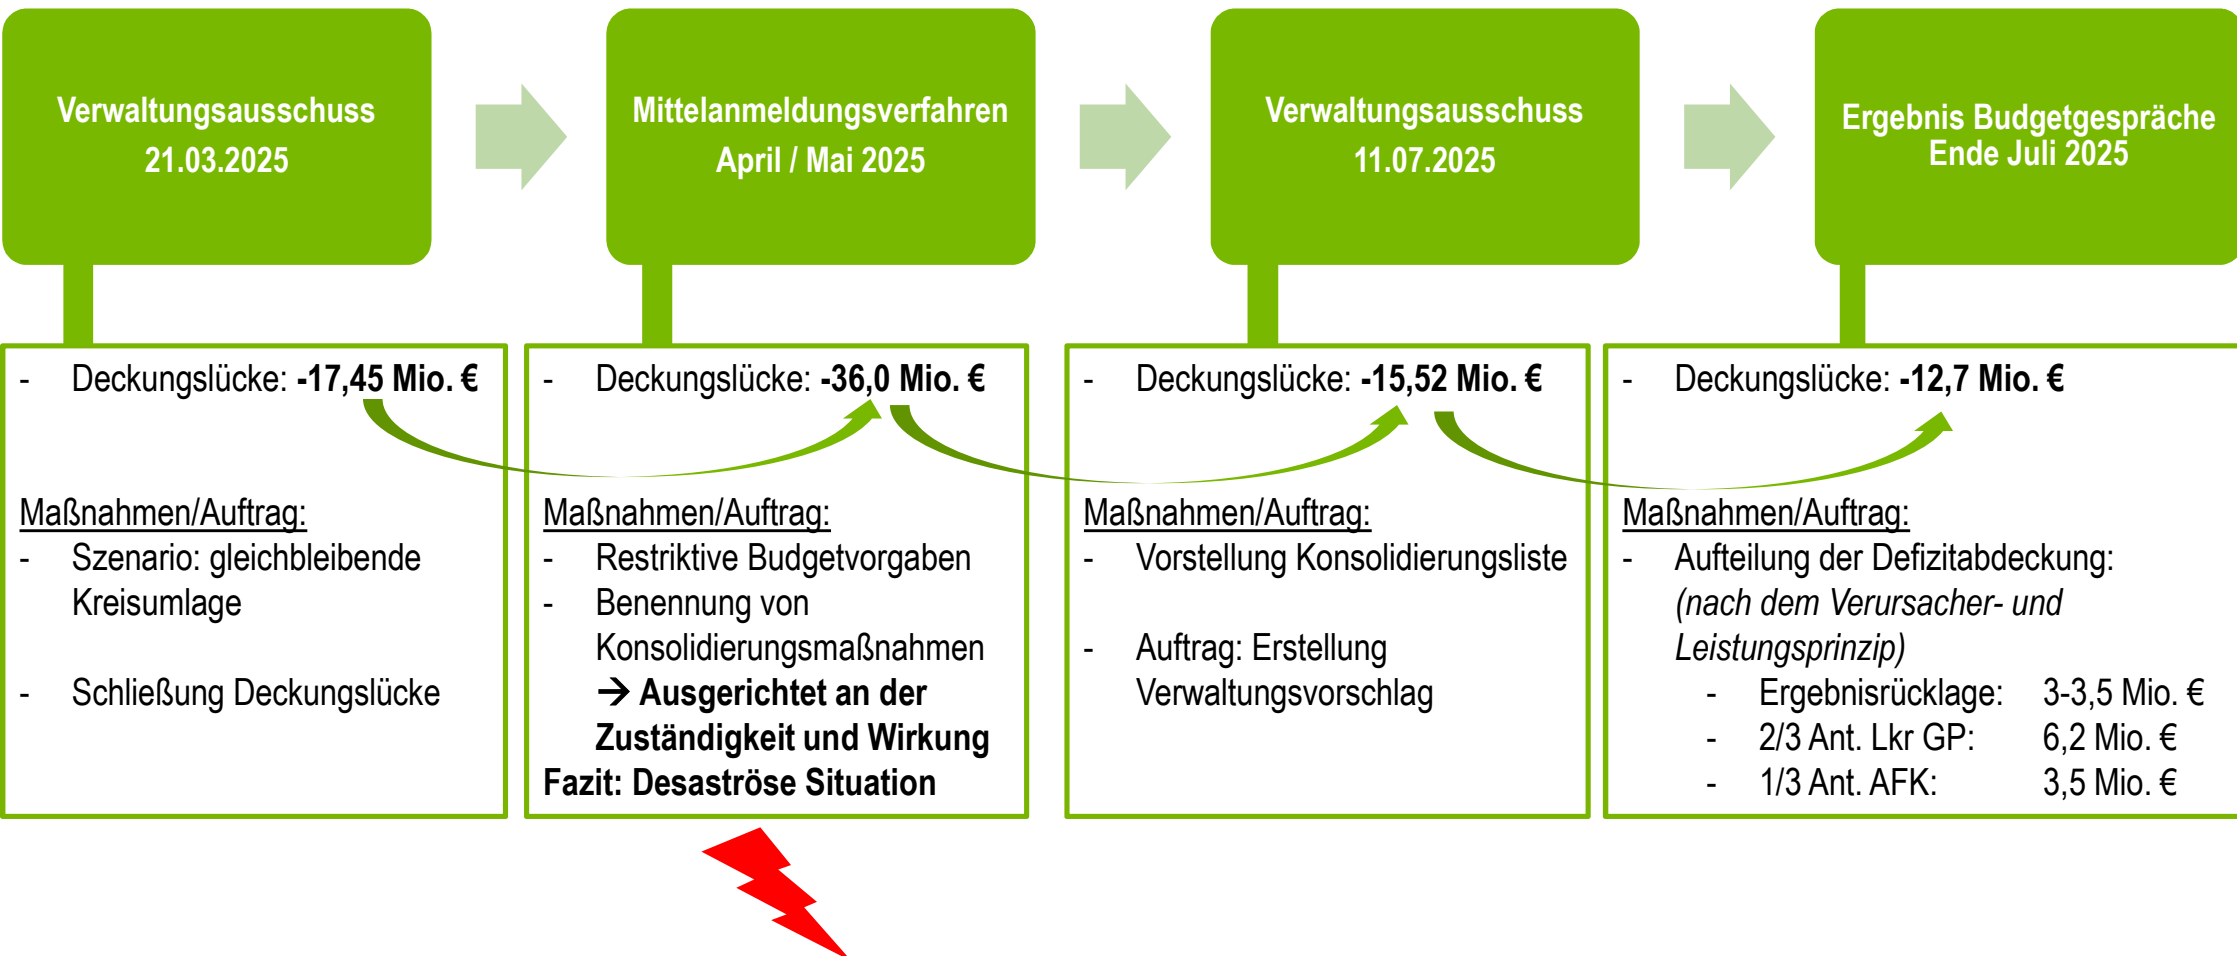 Verwaltungsausschuss
21.03.2025
Mittelanmeldungsverfahren
April / Mai 2025
Verwaltungsausschuss
11.07.2025
Ergebnis Budgetgespräche
Ende Juli 2025
- Deckungslücke: -17,45 Mio. €
Maßnahmen/Auftrag:
- Szenario: gleichbleibende
Kreisumlage
- Schließung Deckungslücke
- Deckungslücke: -36,0 Mio. €
Maßnahmen/Auftrag:
- Restriktive Budgetvorgaben
- Benennung von
Konsolidierungsmaßnahmen
→ Ausgerichtet an der
Zuständigkeit und Wirkung
Fazit: Desaströse Situation
- Deckungslücke: -15,52 Mio. €
Maßnahmen/Auftrag:
- Vorstellung Konsolidierungsliste
- Auftrag: Erstellung
Verwaltungsvorschlag
- Deckungslücke: -12,7 Mio. €
Maßnahmen/Auftrag:
- Aufteilung der Defizitabdeckung:
(nach dem Verursacher- und
Leistungsprinzip)
- Ergebnisrücklage: 3-3,5 Mio. €
- 2/3 Ant. Lkr GP: 6,2 Mio. €
- 1/3 Ant. AFK: 3,5 Mio. €